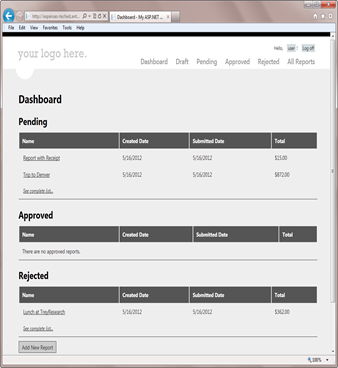 Dashboard - My ASP.NET ...
File Edit View Favorites Tools Help
your logo here.
Hello, user ! Log off
Dashboard Draft Pending Approved Rejected All Reports
Dashboard
Pending
Name Created Date Submitted Date Total
Report with Receipt 5/16/2012 5/16/2012 $15.00
Trip to Denver 5/16/2012 5/16/2012 $872.00
See complete list...
Approved
Name Created Date Submitted Date Total
There are no approved reports.
Rejected
Name Created Date Submitted Date Total
Lunch at TreyResearch 5/16/2012 5/16/2012 $362.00
See complete list...
Add New Report
100%